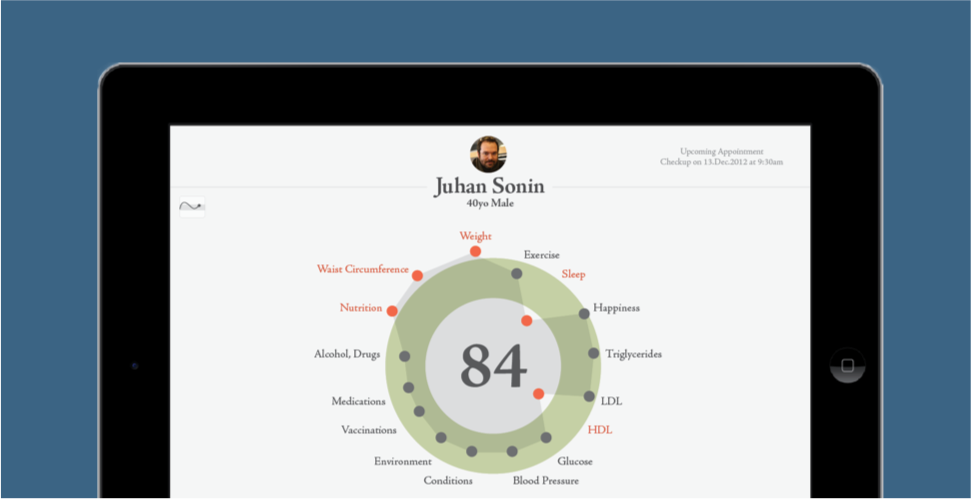 Upcoming Appointment
Checkup on 13.Dec.2012 at 9:30am
Juhan Sonin
40yo Male
Weight
Exercise
Waist Circumference
Sleep
Nutrition
Happiness
Alcohol, Drugs
Triglycerides
84
Medications
LDL
Vaccinations
HDL
Environment
Glucose
Conditions
Blood Pressure